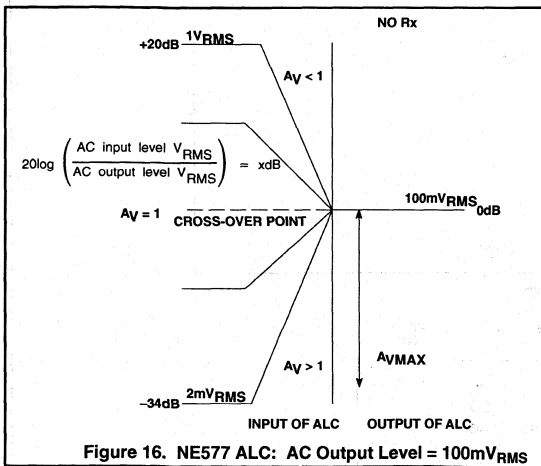 NO Rx
+20dB 1VRMS
AV < 1
20log ( AC input level VRMS / AC output level VRMS ) = xdB
100mVRMS 0dB
AV = 1 CROSS-OVER POINT
AVMAX
AV > 1
–34dB 2mVRMS
INPUT OF ALC OUTPUT OF ALC
Figure 16. NE577 ALC: AC Output Level = 100mVRMS